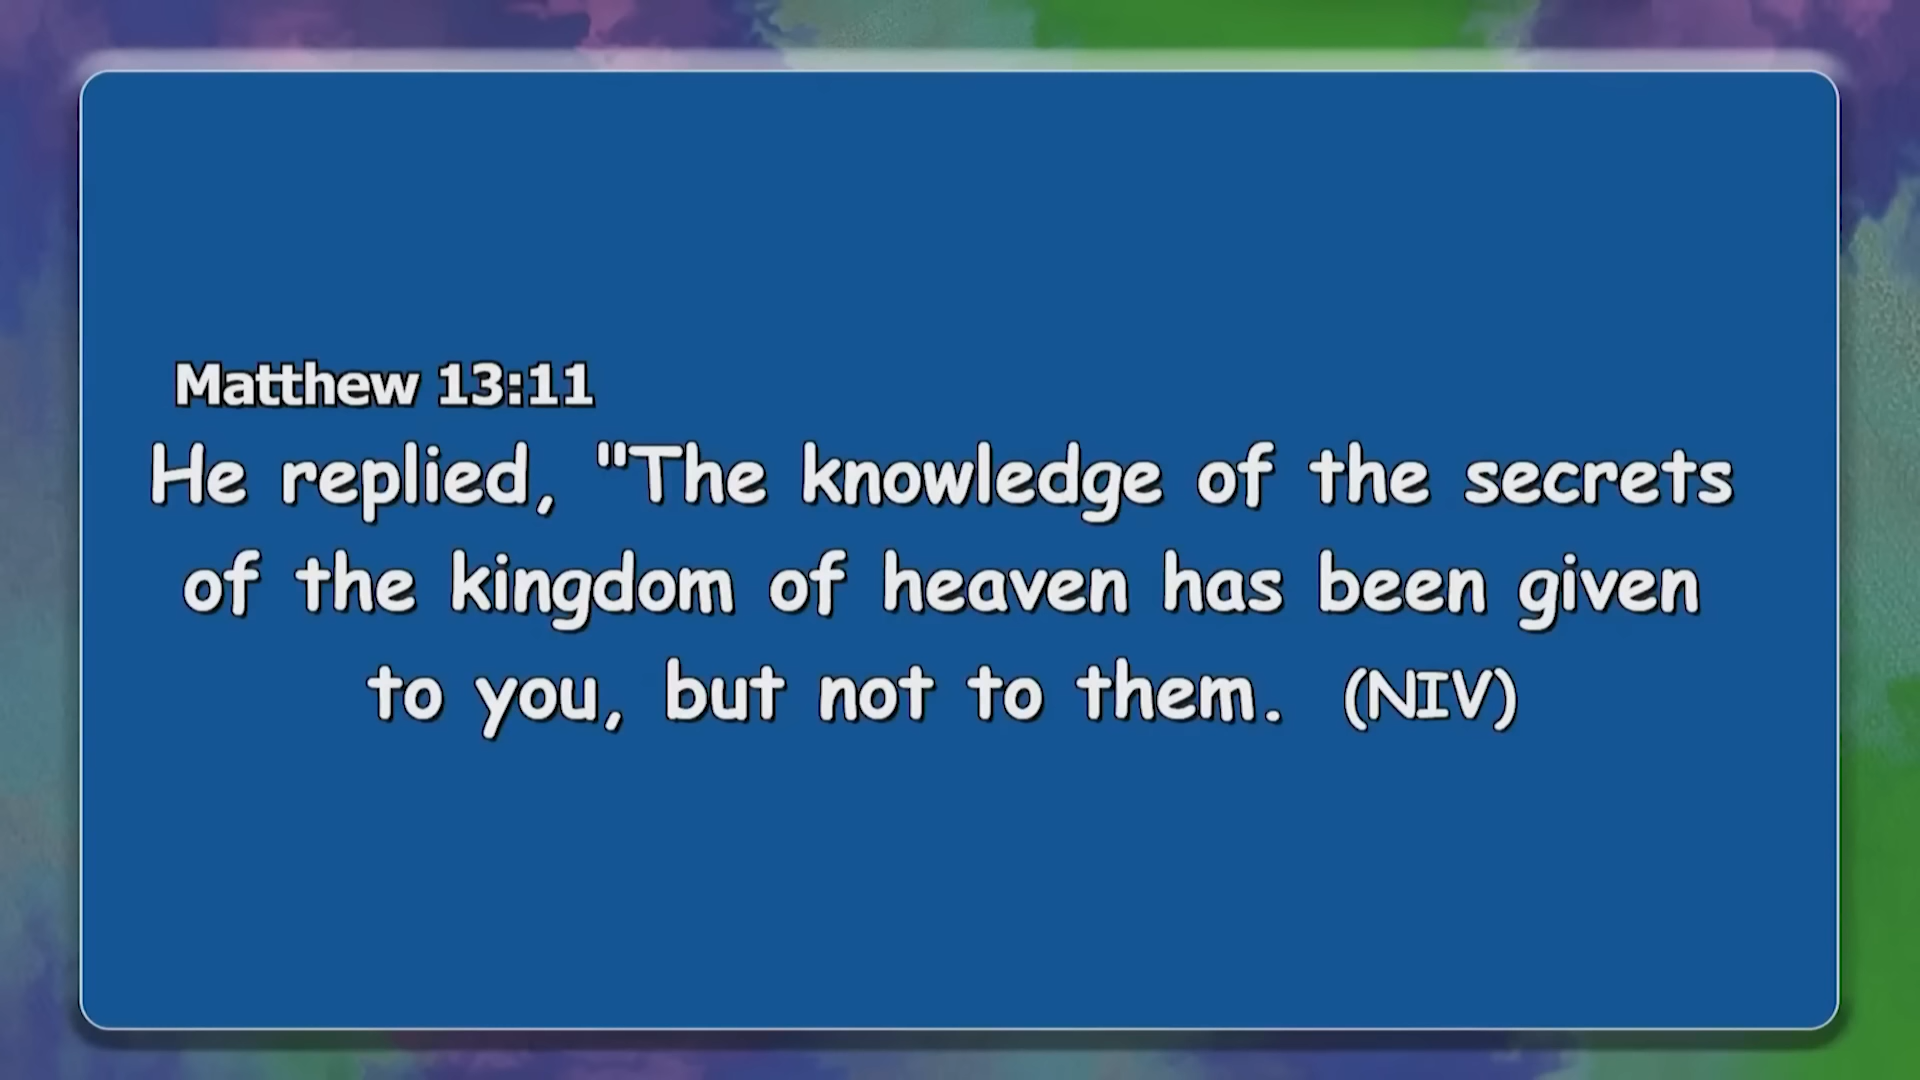 Matthew 13:11
He replied, "The knowledge of the secrets
of the kingdom of heaven has been given
to you, but not to them. (NIV)